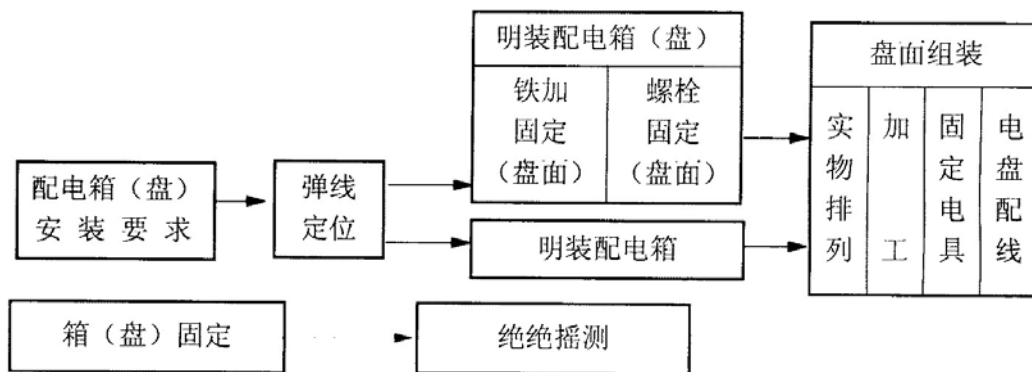 配电箱（盘）
安装要求
弹线
定位
明装配电箱（盘）
铁加
固定
（盘面）
螺栓
固定
（盘面）
明装配电箱
盘面组装
实物排列
加工
固定电具
电盘配线
箱（盘）固定
绝绝摇测